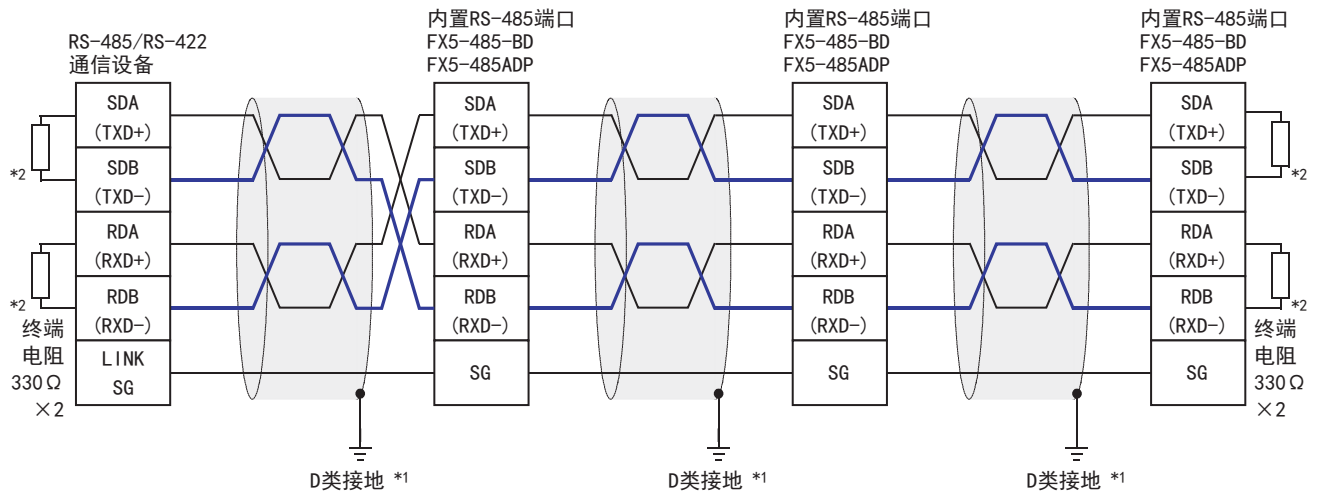 RS-485/RS-422
通信设备
SDA
(TXD+)
SDB
(TXD-)
RDA
(RXD+)
RDB
(RXD-)
LINK
SG
*2
*2
终端
电阻
330Ω
×2
内置RS-485端口
FX5-485-BD
FX5-485ADP
SDA
(TXD+)
SDB
(TXD-)
RDA
(RXD+)
RDB
(RXD-)
SG
内置RS-485端口
FX5-485-BD
FX5-485ADP
SDA
(TXD+)
SDB
(TXD-)
RDA
(RXD+)
RDB
(RXD-)
SG
内置RS-485端口
FX5-485-BD
FX5-485ADP
SDA
(TXD+)
SDB
(TXD-)
RDA
(RXD+)
RDB
(RXD-)
SG
*2
*2
终端
电阻
330Ω
×2
D类接地 *1
D类接地 *1
D类接地 *1